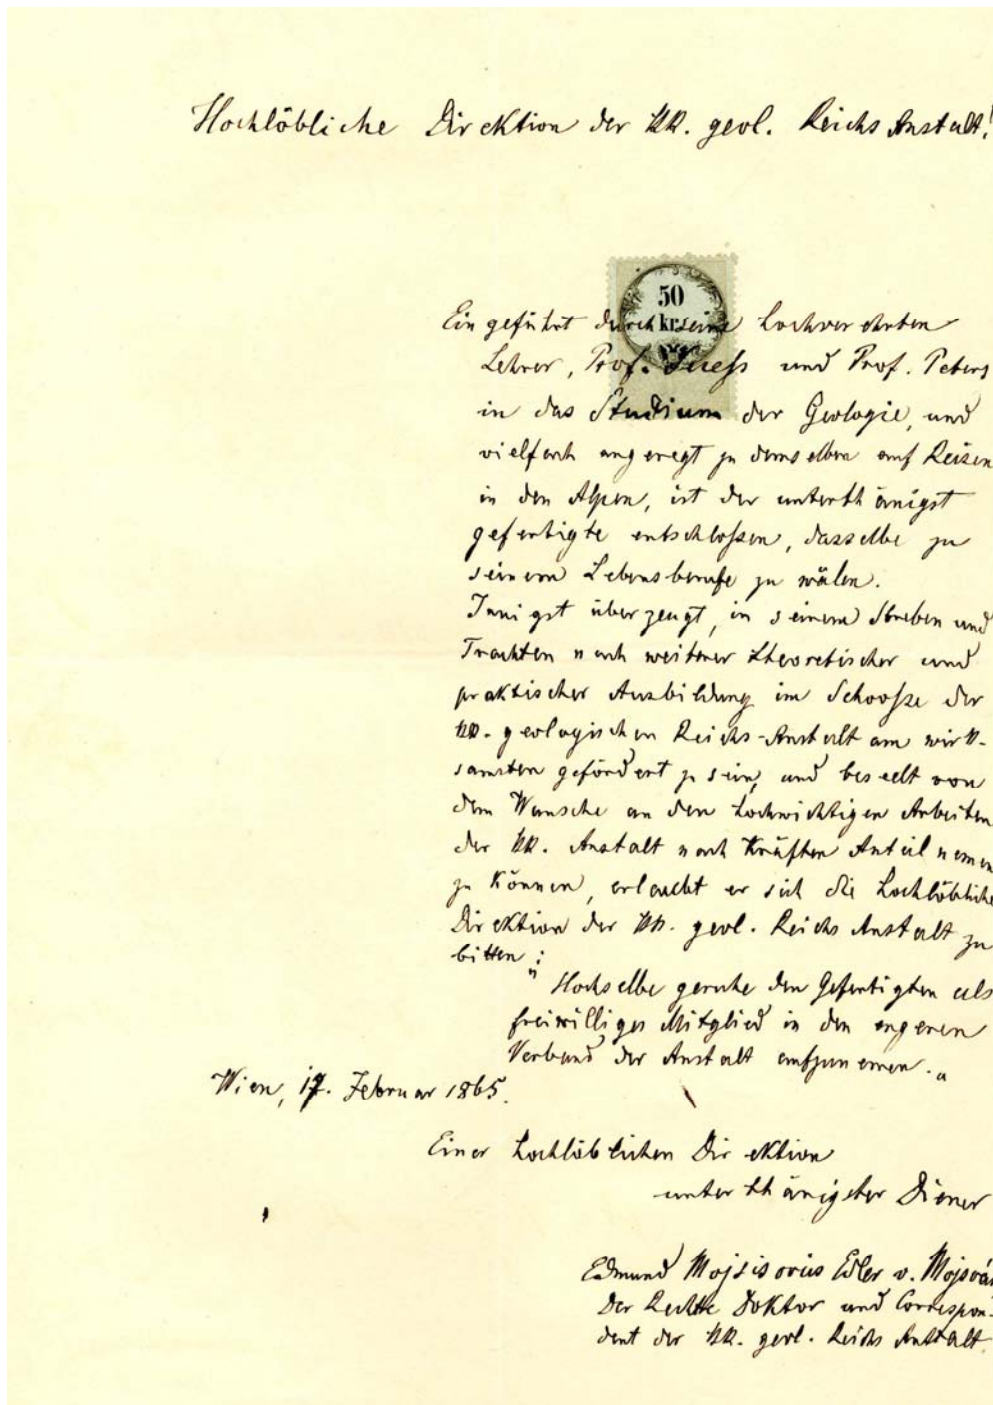 Hochlöbliche Direktion der kk. geol. Reichs Anstalt!
50
kr.
Eingeführt durch seine hochverehrten
Lehrer, Prof. Suess und Prof. Peters
in das Studium der Geologie, und
vielfach angeregt zu demselben auf Reisen
in den Alpen, ist der unterthänigst
gefertigte entschlossen, dasselbe zu
seinem Lebensberufe zu wälen.
Innigst überzeugt, in seinem Streben und
Trachten nach weiterer theoretischer und
praktischer Ausbildung im Schoosse der
kk. geologischen Reichs-Anstalt am wirk-
samsten gefördert zu sein, und beseelt von
dem Wunsche an den hochwichtigen Arbeiten
der kk. Anstalt nach Kräften Anteil nemen
zu können, erlaubt er sich die hochlöbliche
Direktion der kk. geol. Reichs Anstalt zu
bitten:
„Hochselbe geruhe den Gefertigten als
freiwilliges Mitglied in den engeren
Verband der Anstalt aufzunemen.“
Wien, 17. Februar 1865.
Einer hochlöblichen Direktion
unterthänigster Diener
Edmund Mojsisovics Edler v. Mojsvár
Der Rechte Doktor und Correspon-
dent der kk. geol. Reichs Anstalt.